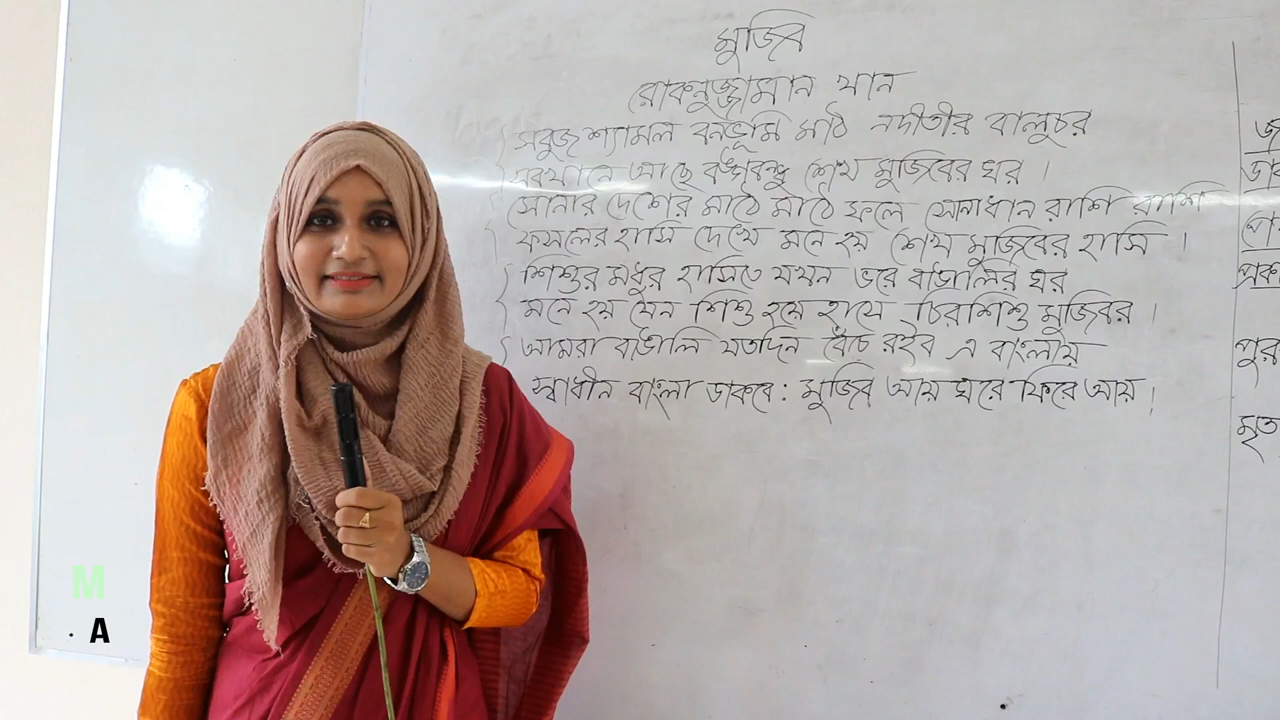 মুজিব
রোকনুজ্জামান খান
সবুজ শ্যামল বনভূমি মাঠ নদীতীর বালুচর
সবখানে আছে বঙ্গবন্ধু শেখ মুজিবের ঘর।
সোনার দেশের মাঠে মাঠে ফলে সোনাধান রাশি রাশি
ফসলের হাসি দেখে মনে হয় শেখ মুজিবের হাসি।
শিশুর মধুর হাসিতে যখন ভরে বাঙালির ঘর
মনে হয় যেন শিশু হয়ে হাসে চিরশিশু মুজিবর।
আমরা বাঙালি যতদিন বেঁচে রইব এ বাংলায়
স্বাধীন বাংলা ডাকবে: মুজিব আয় ঘরে ফিরে আয়।
M
A